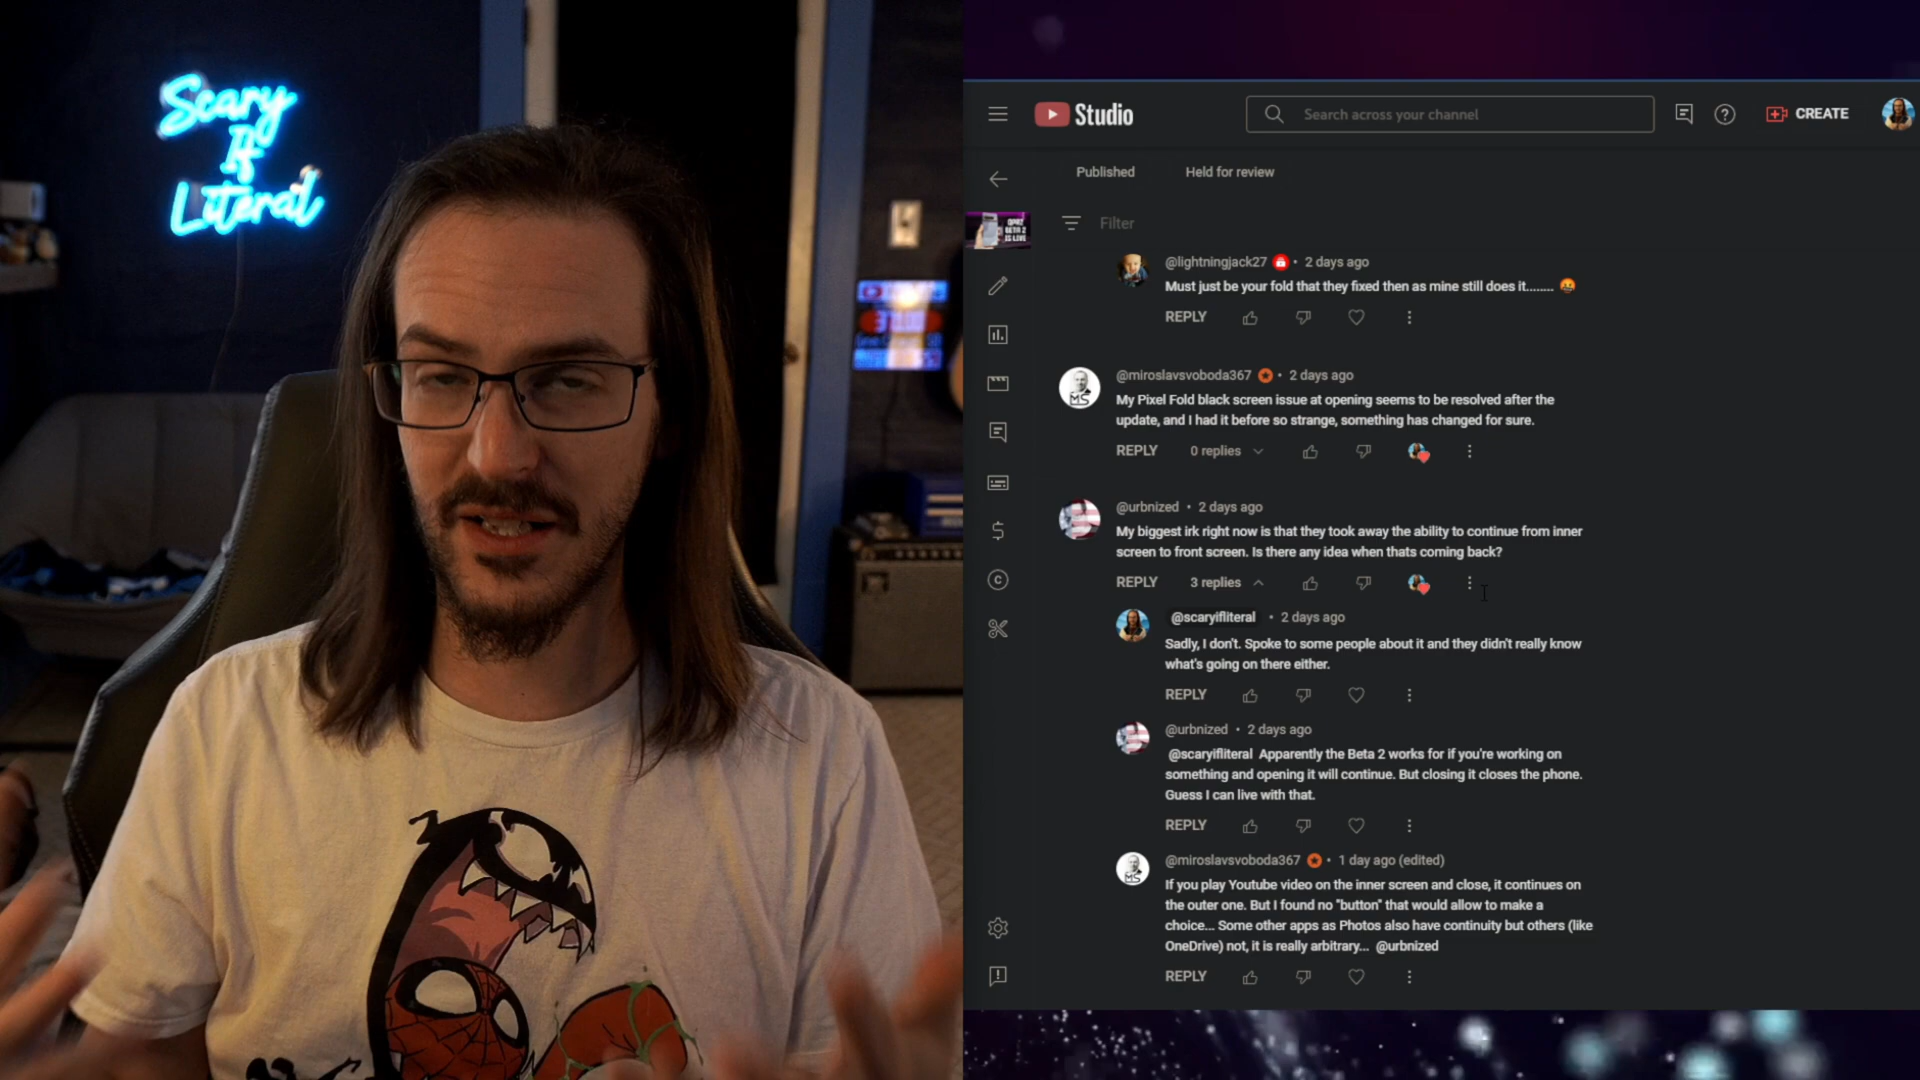 Scary
If
Literal
Studio
Search across your channel
CREATE
Published
Held for review
QPR2
BETA 2
IS LIVE
Filter
@lightningjack27 • 2 days ago
Must just be your fold that they fixed then as mine still does it........ 🤬
REPLY
@miroslavsvoboda367 • 2 days ago
My Pixel Fold black screen issue at opening seems to be resolved after the
update, and I had it before so strange, something has changed for sure.
REPLY 0 replies
MS
@urbnized • 2 days ago
My biggest irk right now is that they took away the ability to continue from inner
screen to front screen. Is there any idea when thats coming back?
REPLY 3 replies
@scaryifliteral • 2 days ago
Sadly, I don't. Spoke to some people about it and they didn't really know
what's going on there either.
REPLY
@urbnized • 2 days ago
@scaryifliteral Apparently the Beta 2 works for if you're working on
something and opening it will continue. But closing it closes the phone.
Guess I can live with that.
REPLY
@miroslavsvoboda367 • 1 day ago (edited)
MS
If you play Youtube video on the inner screen and close, it continues on
the outer one. But I found no "button" that would allow to make a
choice... Some other apps as Photos also have continuity but others (like
OneDrive) not, it is really arbitrary... @urbnized
REPLY